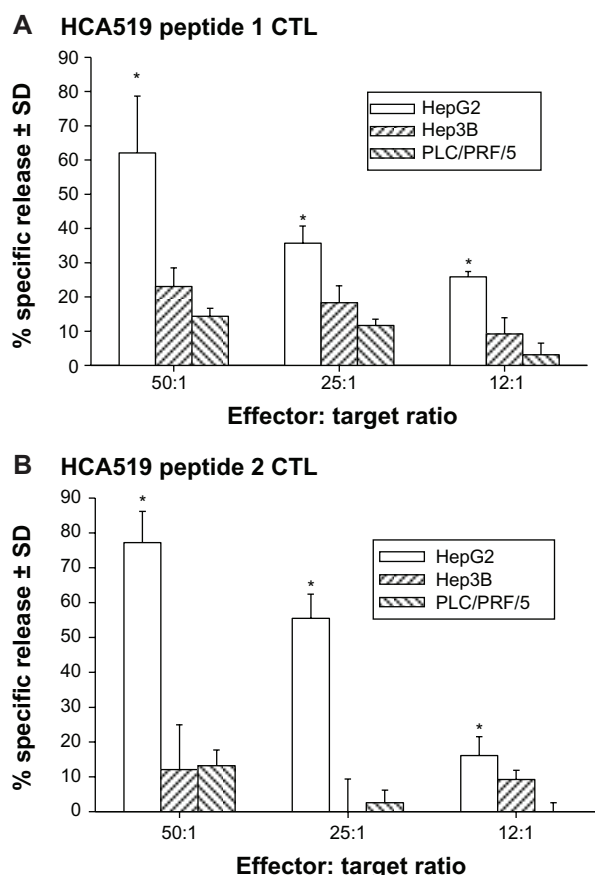 A HCA519 peptide 1 CTL
% specific release ± SD
90
80
70
60
50
40
30
20
10
0
*
*
*
HepG2
Hep3B
PLC/PRF/5
50:1 25:1 12:1
Effector: target ratio
B HCA519 peptide 2 CTL
% specific release ± SD
90
80
70
60
50
40
30
20
10
0
*
*
*
HepG2
Hep3B
PLC/PRF/5
50:1 25:1 12:1
Effector: target ratio